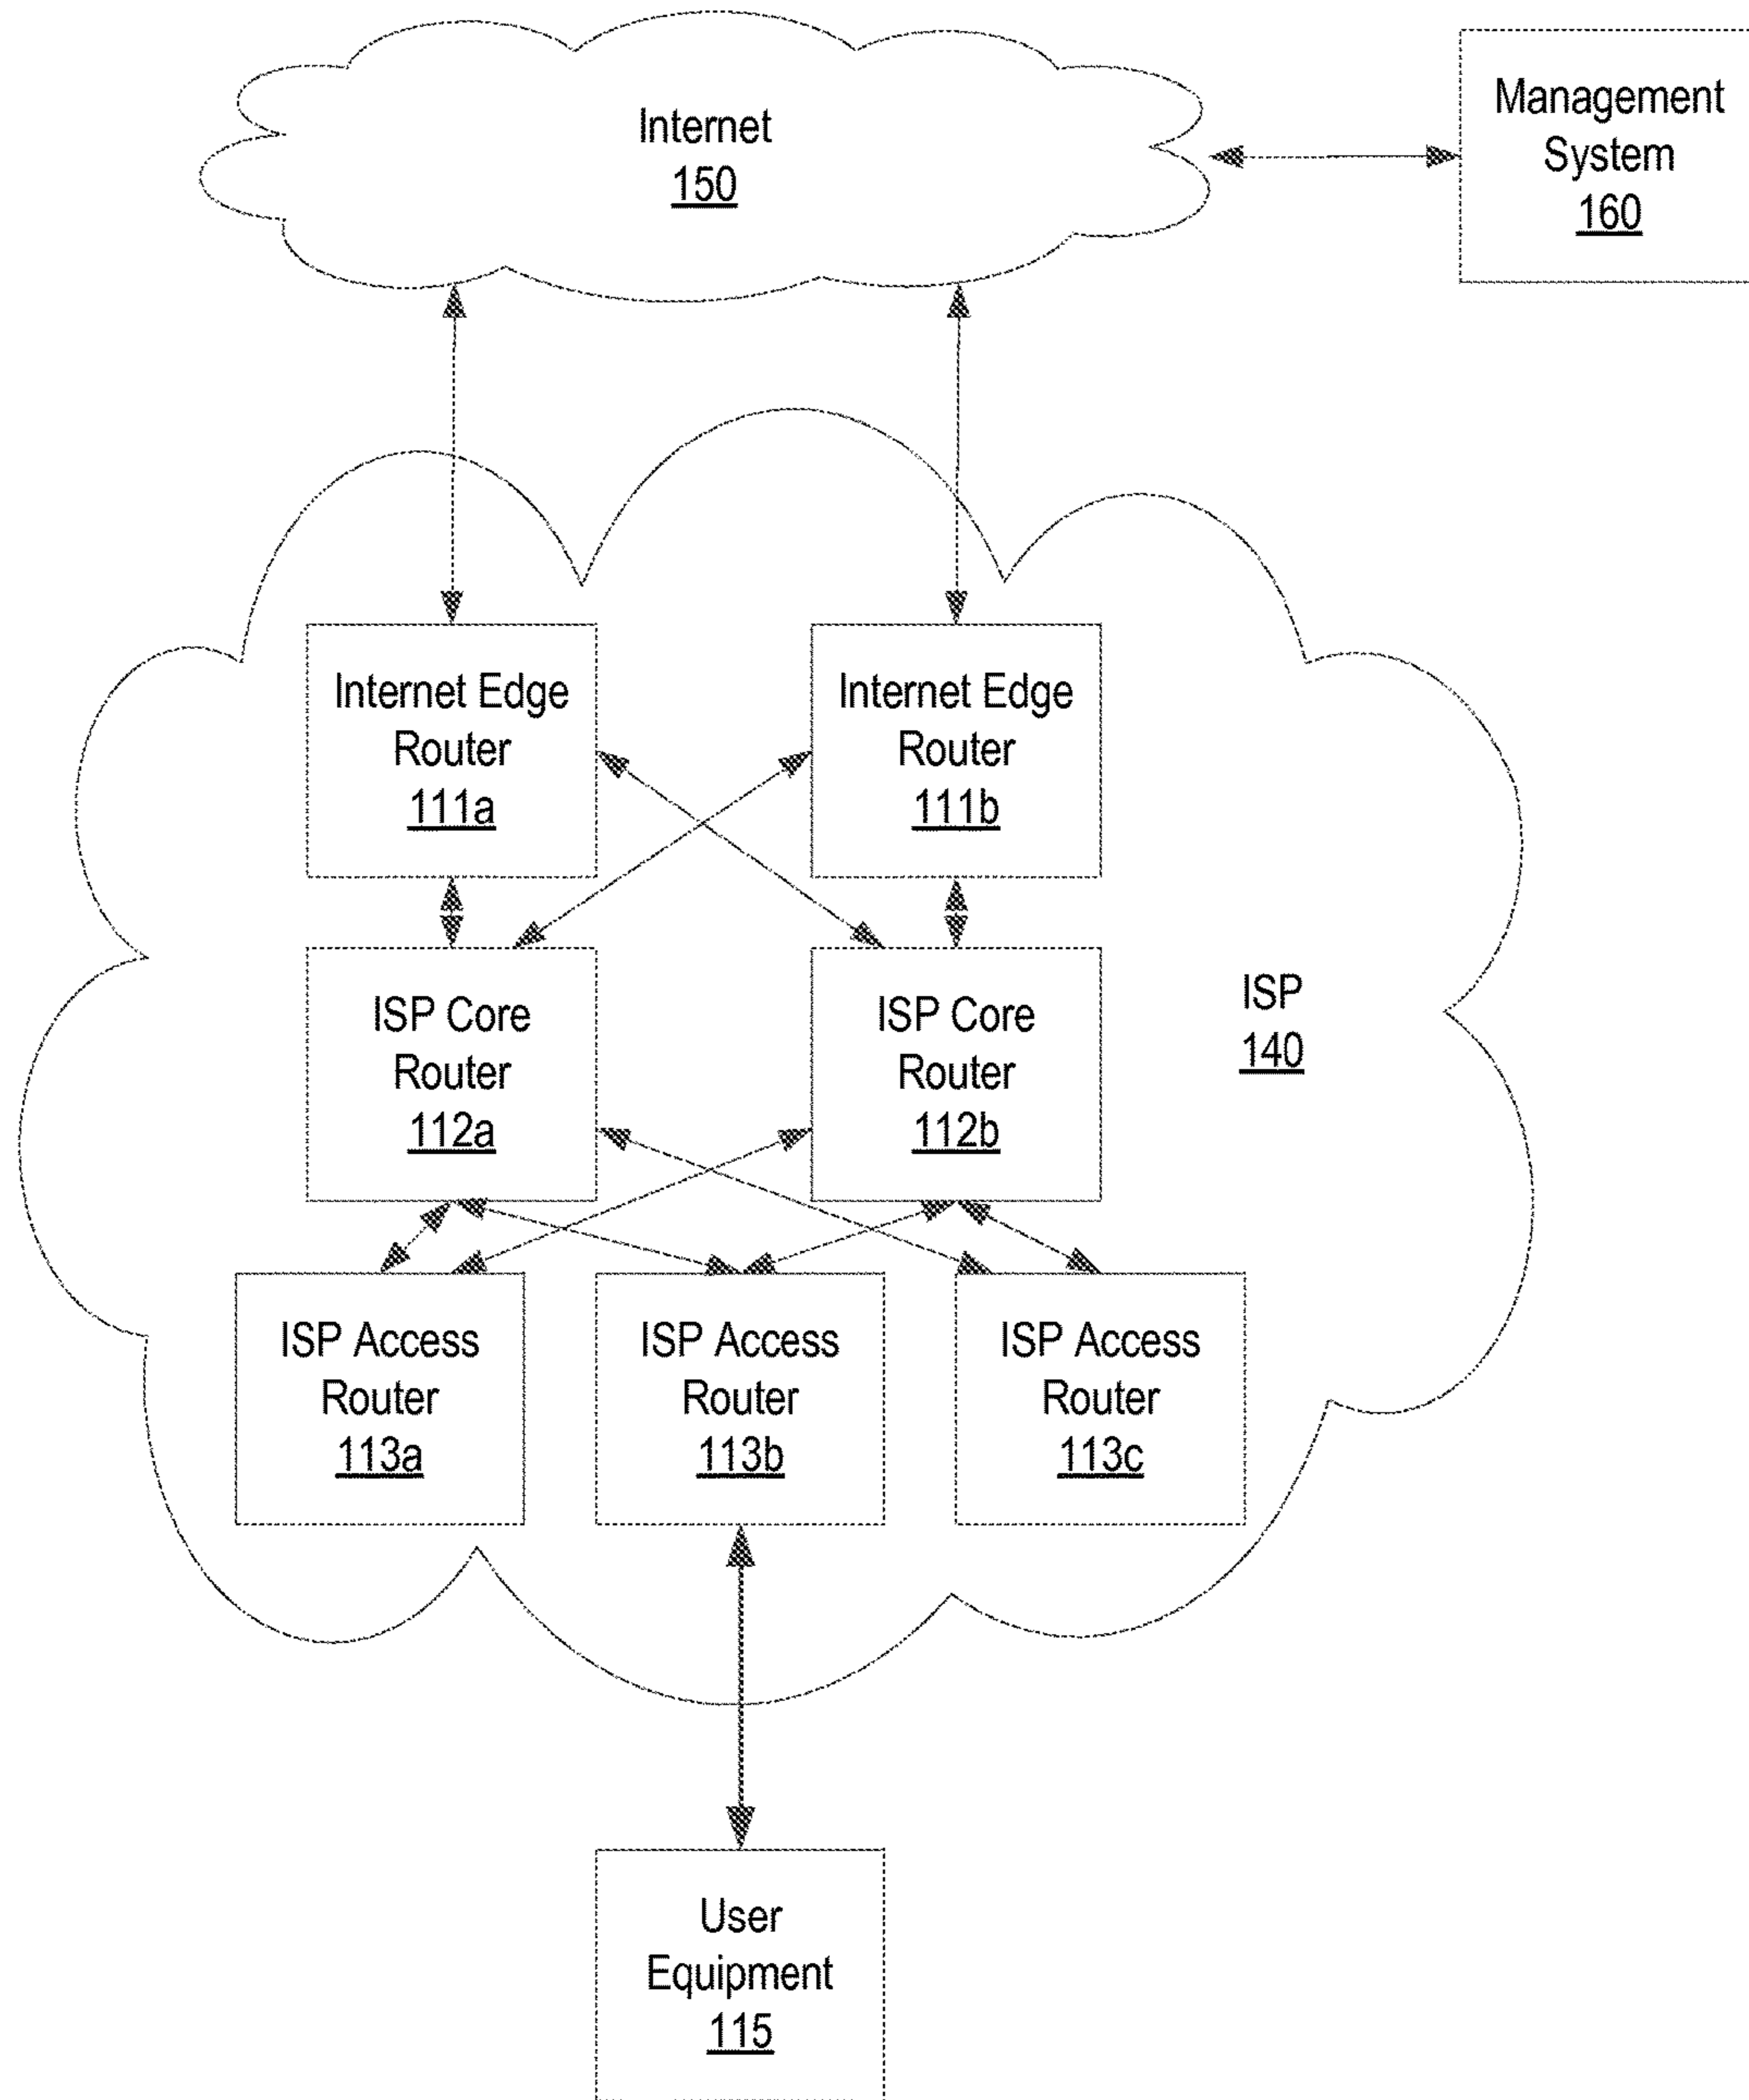 Internet
150
Management
System
160
Internet Edge
Router
111a
Internet Edge
Router
111b
ISP Core
Router
112a
ISP Core
Router
112b
ISP
140
ISP Access
Router
113a
ISP Access
Router
113b
ISP Access
Router
113c
User
Equipment
115